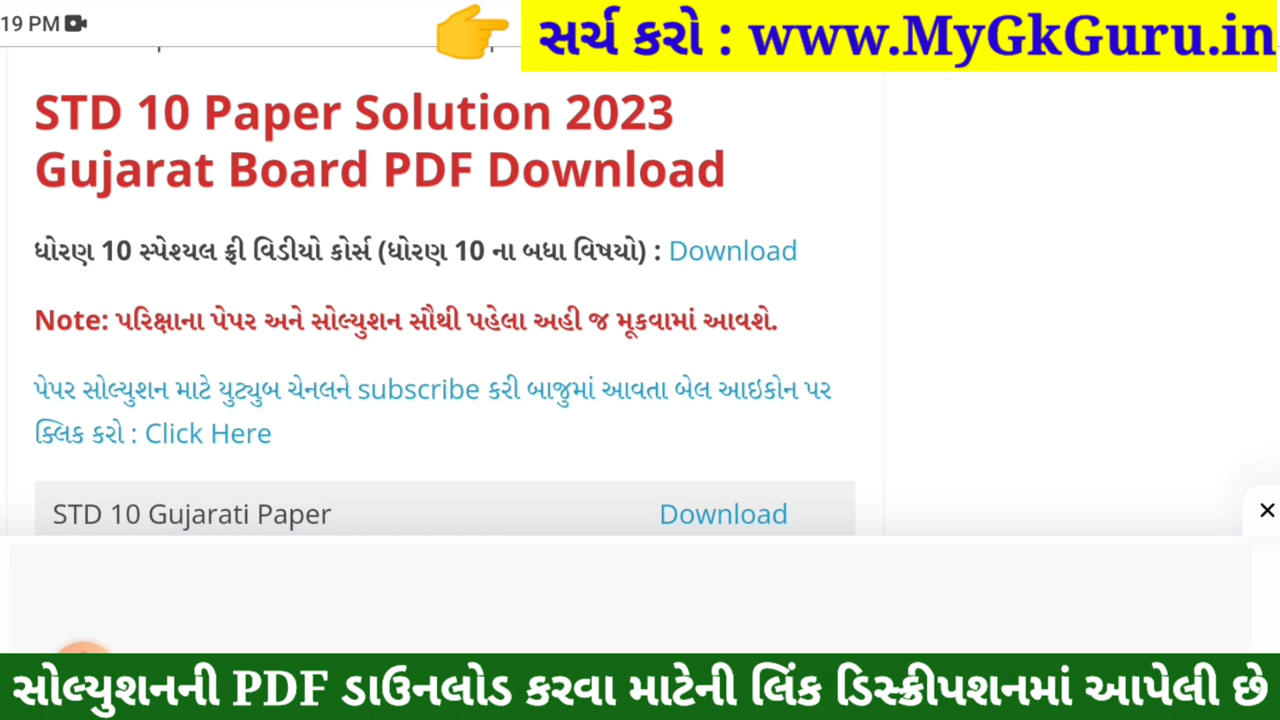 19 PM
સર્ચ કરો : www.MyGkGuru.in
STD 10 Paper Solution 2023
Gujarat Board PDF Download
ધોરણ 10 સ્પેશ્યલ ફ્રી વિડીયો કોર્સ (ધોરણ 10 ના બધા વિષયો) : Download
Note: પરિક્ષાના પેપર અને સોલ્યુશન સૌથી પહેલા અહી જ મૂકવામાં આવશે.
પેપર સોલ્યુશન માટે યુટ્યુબ ચેનલને subscribe કરી બાજુમાં આવતા બેલ આઇકોન પર
ક્લિક કરો : Click Here
STD 10 Gujarati Paper Download
સોલ્યુશનની PDF ડાઉનલોડ કરવા માટેની લિંક ડિસ્ક્રીપશનમાં આપેલી છે